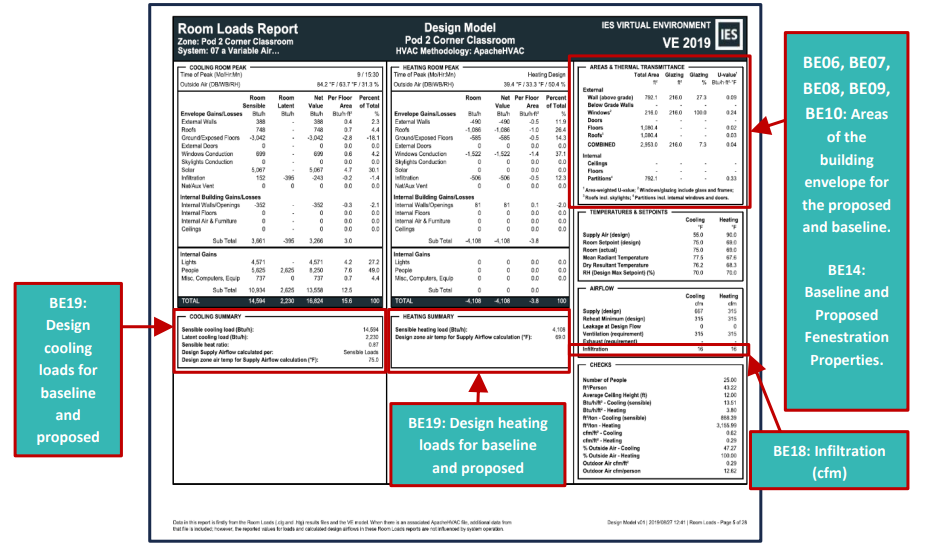 Room Loads Report
Zone: Pod 2 Corner Classroom
System: 07 a Variable Air...
Design Model
Pod 2 Corner Classroom
HVAC Methodology: ApacheHVAC
IES VIRTUAL ENVIRONMENT
VE 2019
IES
COOLING ROOM PEAK
Time of Peak (Mo/Hr:Mn) 9 / 15:30
Outside Air (DB/WB/RH) 84.2 °F / 63.7 °F / 31.3 %
Room Room Net Per Floor Percent
Sensible Latent Value Area of Total
Envelope Gains/Losses Btu/h Btu/h Btu/h Btu/h·ft² %
External Walls 388 - 388 0.4 2.3
Roofs 748 - 748 0.7 4.4
Ground/Exposed Floors -3,042 - -3,042 -2.8 -18.1
External Doors 0 - 0 0.0 0.0
Windows Conduction 699 - 699 0.6 4.2
Skylights Conduction 0 - 0 0.0 0.0
Solar 5,067 - 5,067 4.7 30.1
Infiltration 152 -395 -243 -0.2 -1.4
Nat/Aux Vent 0 0 0 0.0 0.0
Internal Building Gains/Losses
Internal Walls/Openings -352 - -352 -0.3 -2.1
Internal Floors 0 - 0 0.0 0.0
Internal Air & Furniture 0 - 0 0.0 0.0
Ceilings 0 - 0 0.0 0.0
Sub Total 3,661 -395 3,266 3.0
Internal Gains
Lights 4,571 - 4,571 4.2 27.2
People 5,625 2,625 8,250 7.6 49.0
Misc, Computers, Equip 737 0 737 0.7 4.4
Sub Total 10,934 2,625 13,558 12.5
TOTAL 14,594 2,230 16,824 15.6 100
HEATING ROOM PEAK
Time of Peak (Mo/Hr:Mn) Heating Design
Outside Air (DB/WB/RH) 39.4 °F / 33.3 °F / 50.4 %
Room Net Per Floor Percent
Value Area of Total
Envelope Gains/Losses Btu/h Btu/h Btu/h·ft² %
External Walls -490 -490 -0.5 11.9
Roofs -1,086 -1,086 -1.0 26.4
Ground/Exposed Floors -585 -585 -0.5 14.3
External Doors 0 0 0.0 0.0
Windows Conduction -1,522 -1,522 -1.4 37.1
Skylights Conduction 0 0 0.0 0.0
Solar 0 0 0.0 0.0
Infiltration -506 -506 -0.5 12.3
Nat/Aux Vent 0 0 0.0 0.0
Internal Building Gains/Losses
Internal Walls/Openings 81 81 0.1 -2.0
Internal Floors 0 0 0.0 0.0
Internal Air & Furniture 0 0 0.0 0.0
Ceilings 0 0 0.0 0.0
Sub Total -4,108 -4,108 -3.8
Internal Gains
Lights 0 0 0.0 0.0
People 0 0 0.0 0.0
Misc, Computers, Equip 0 0 0.0 0.0
Sub Total 0 0 0.0
TOTAL -4,108 -4,108 -3.8 100
AREAS & THERMAL TRANSMITTANCE
Total Area Glazing Glazing U-value¹
ft² ft² % Btu/h·ft²·°F
External
Wall (above grade) 792.1 216.0 27.3 0.09
Below Grade Walls - - - -
Windows² 216.0 216.0 100.0 0.24
Doors - - - -
Floors 1,080.4 - - 0.02
Roofs³ 1,080.4 - - 0.03
COMBINED 2,953.0 216.0 7.3 0.04
Internal
Ceilings - - - -
Floors - - - -
Partitions⁴ 792.1 - - 0.33
¹ Area-weighted U-value; ² Windows/glazing include glass and frames;
³ Roofs incl. skylights; ⁴ Partitions incl. internal windows and doors.
TEMPERATURES & SETPOINTS
Cooling Heating
°F °F
Supply Air (design) 55.0 90.0
Room Setpoint (design) 75.0 69.0
Room (actual) 75.0 69.0
Mean Radiant Temperature 77.5 67.6
Dry Resultant Temperature 76.2 68.3
RH (Design Max Setpoint) (%) 70.0 70.0
AIRFLOW
Cooling Heating
cfm cfm
Supply (design) 667 315
Reheat Minimum (design) 315 315
Leakage at Design Flow 0 0
Ventilation (requirement) 315 315
Exhaust (requirement) - -
Infiltration 16 16
COOLING SUMMARY
Sensible cooling load (Btu/h): 14,594
Latent cooling load (Btu/h): 2,230
Sensible heat ratio: 0.87
Design Supply Airflow calculated per: Sensible Loads
Design zone air temp for Supply Airflow calculation (°F): 75.0
HEATING SUMMARY
Sensible heating load (Btu/h): 4,108
Design zone air temp for Supply Airflow calculation (°F): 69.0
CHECKS
Number of People 25.00
ft²/Person 43.22
Average Ceiling Height (ft) 12.00
Btu/h/ft² - Cooling (sensible) 13.51
Btu/h/ft² - Heating 3.80
ft²/ton - Cooling (sensible) 888.39
ft²/ton - Heating 3,155.99
cfm/ft² - Cooling 0.62
cfm/ft² - Heating 0.29
% Outside Air - Cooling 47.27
% Outside Air - Heating 100.00
Outdoor Air cfm/ft² 0.29
Outdoor Air cfm/person 12.62
BE19:
Design
cooling
loads for
baseline
and
proposed
BE19: Design heating
loads for baseline
and proposed
BE06, BE07,
BE08, BE09,
BE10: Areas
of the
building
envelope for
the proposed
and baseline.
BE14:
Baseline and
Proposed
Fenestration
Properties.
BE18: Infiltration
(cfm)
Data in this report is firstly from the Room Loads (.clg and .htg) results files and the VE model. When there is an associated ApacheHVAC file, additional data from
that file is included; however, the reported values for loads and calculated design airflows in these Room Loads reports are not influenced by system operation.
Design Model v01 | 2019/08/27 12:41 | Room Loads - Page 5 of 28